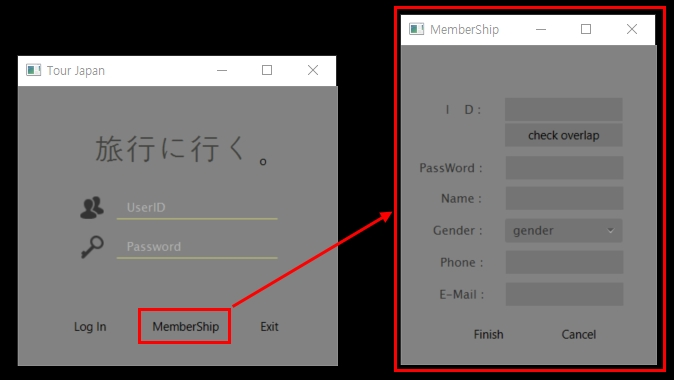 Tour Japan
旅行に行く。
UserID
Password
Log In
MemberShip
Exit
MemberShip
I D :
check overlap
PassWord :
Name :
Gender :
gender
Phone :
E-Mail :
Finish
Cancel